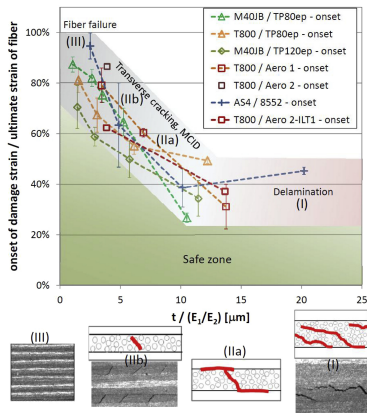 onset of damage strain / ultimate strain of fiber
100%
80%
60%
40%
20%
0%
Fiber failure
(III)
Transverse cracking, MCID
(IIb)
(IIa)
Delamination
(I)
Safe zone
M40JB / TP80ep - onset
T800 / TP80ep - onset
M40JB / TP120ep - onset
T800 / Aero 1 - onset
T800 / Aero 2 - onset
AS4 / 8552 - onset
T800 / Aero 2-ILT1 - onset
0 5 10 15 20 25
t / (E₁/E₂) [µm]
(III)
(IIb)
(IIa)
(I)